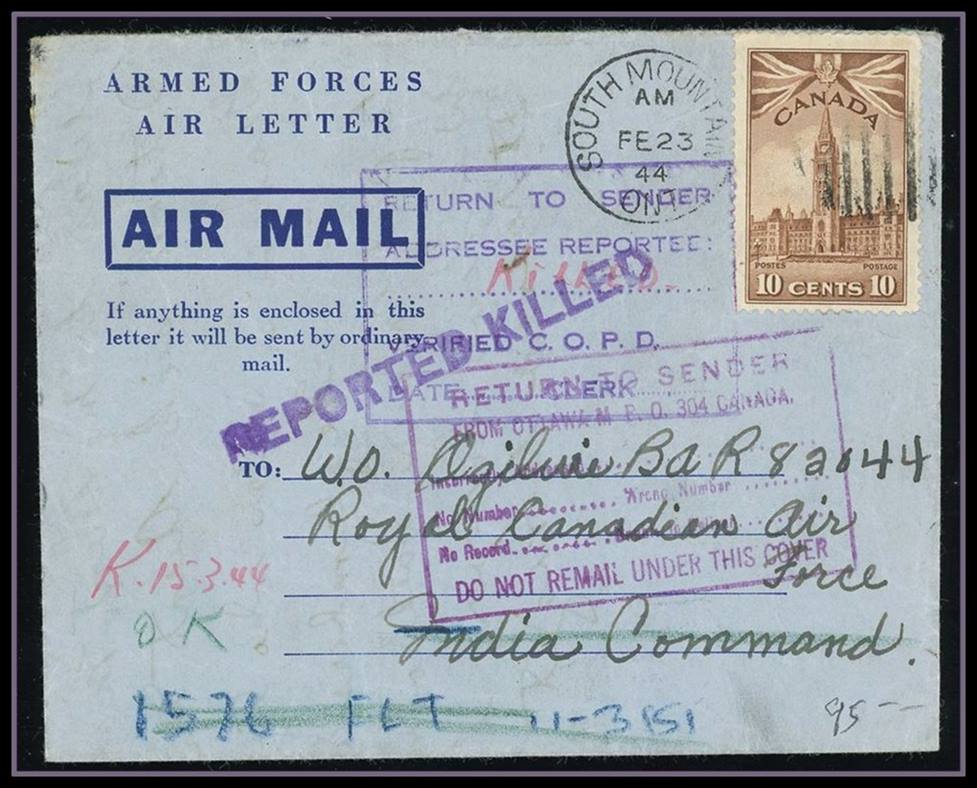 ARMED FORCES
AIR LETTER
AIR MAIL
If anything is enclosed in this
letter it will be sent by ordinary
mail.
SOUTH MOUNTAIN
AM
FE 23
44
ONT
CANADA
POSTES POSTAGE
10 CENTS 10
RETURN TO SENDER
ADDRESSEE REPORTED:
Killed.
VERIFIED C. O. P. D.
DATE CLERK
REPORTED KILLED
RETURN TO SENDER
FROM OTTAWA M. P. O. 304 CANADA.
No Number Wrong Number
No Record
DO NOT REMAIL UNDER THIS COVER
TO: W.O. Ogilvie BA R82044
Royal Canadian Air
Force
India Command.
K.15-3.44
OK
1576 FLT 11-3151
95--